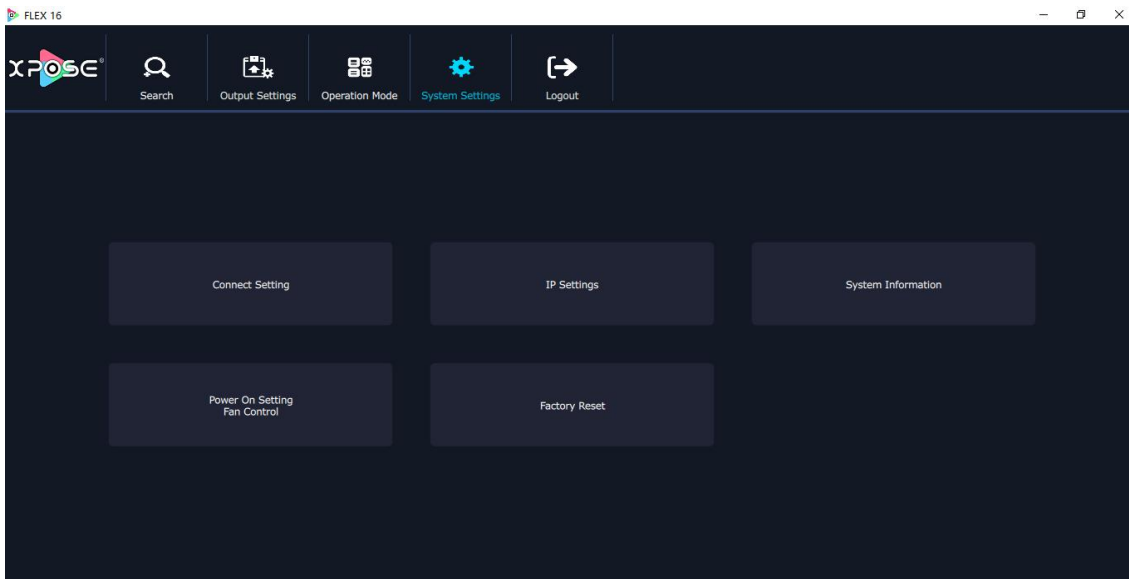 FLEX 16
XPOSE®
Search
Output Settings
Operation Mode
System Settings
Logout
Connect Setting
IP Settings
System Information
Power On Setting
Fan Control
Factory Reset